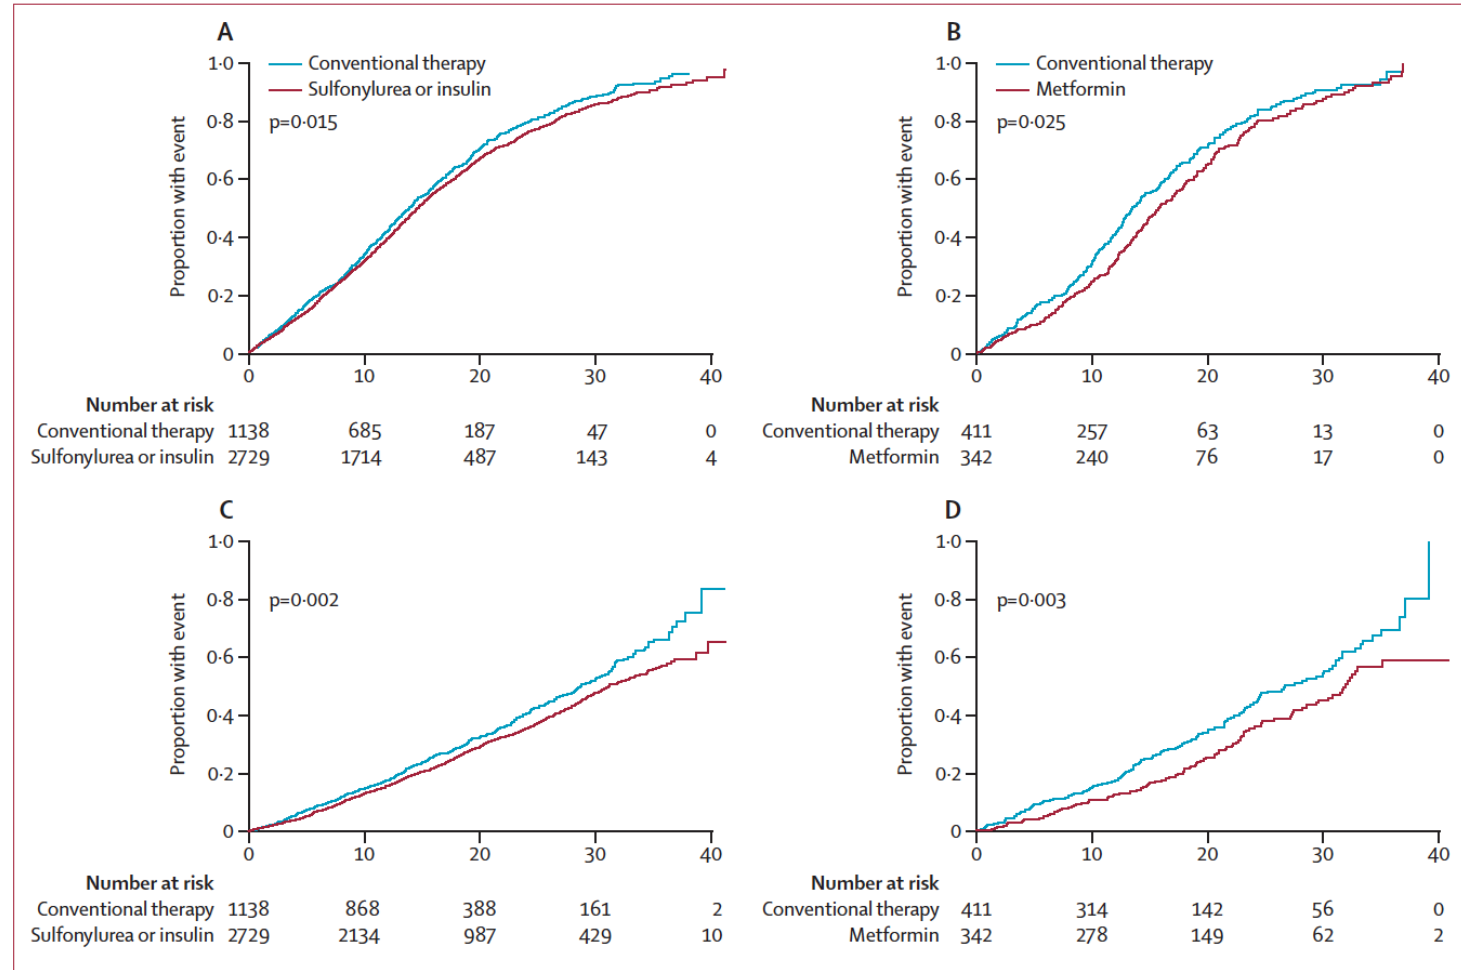 A
Conventional therapy
Sulfonylurea or insulin
p=0·015
1·0
0·8
0·6
0·4
0·2
0
Proportion with event
0 10 20 30 40
Number at risk
Conventional therapy 1138 685 187 47 0
Sulfonylurea or insulin 2729 1714 487 143 4
B
Conventional therapy
Metformin
p=0·025
1·0
0·8
0·6
0·4
0·2
0
Proportion with event
0 10 20 30 40
Number at risk
Conventional therapy 411 257 63 13 0
Metformin 342 240 76 17 0
C
p=0·002
1·0
0·8
0·6
0·4
0·2
0
Proportion with event
0 10 20 30 40
Number at risk
Conventional therapy 1138 868 388 161 2
Sulfonylurea or insulin 2729 2134 987 429 10
D
p=0·003
1·0
0·8
0·6
0·4
0·2
0
Proportion with event
0 10 20 30 40
Number at risk
Conventional therapy 411 314 142 56 0
Metformin 342 278 149 62 2